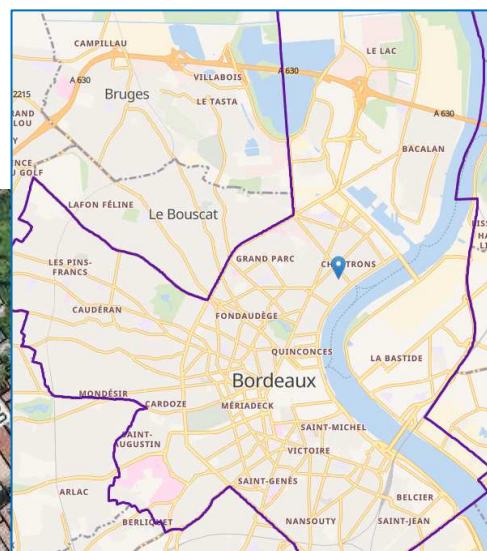 CAMPILLAU
LE LAC
A 630
VILLABOIS
A 630
2215
Bruges
LE TASTA
A 630
BACALAN
LAFON FÉLINE
Le Bouscat
GRAND PARC
LES PINS-
FRANCS
CAUDÉRAN
FONDAUDÈGE
QUINCONCES
LA BASTIDE
Bordeaux
MONDÉSIR
CARDOZE
MÉRIADECK
SAINT-
AUGUSTIN
SAINT-MICHEL
VICTOIRE
SAINT-GENÈS
ARLAC
BELCIER
BERLIQUET
NANSOUTY
SAINT-JEAN